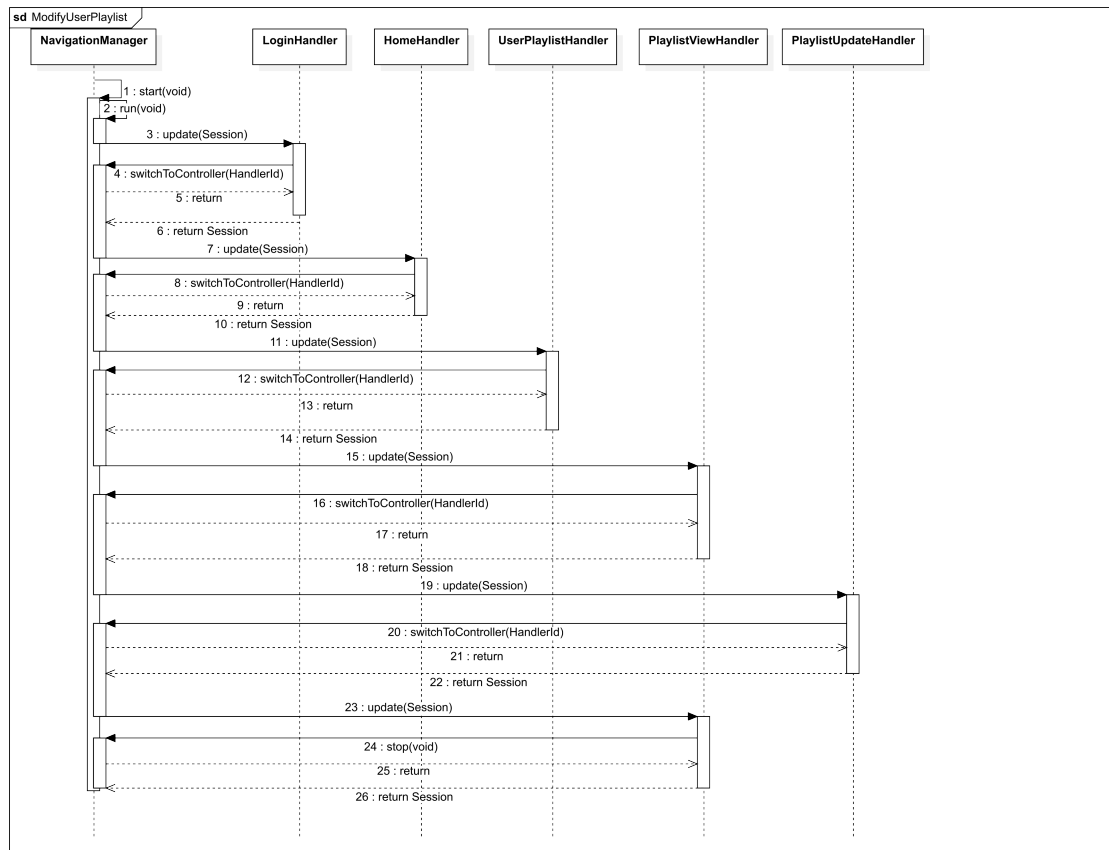 sd ModifyUserPlaylist
NavigationManager
LoginHandler
HomeHandler
UserPlaylistHandler
PlaylistViewHandler
PlaylistUpdateHandler
1 : start(void)
2 : run(void)
3 : update(Session)
4 : switchToController(HandlerId)
5 : return
6 : return Session
7 : update(Session)
8 : switchToController(HandlerId)
9 : return
10 : return Session
11 : update(Session)
12 : switchToController(HandlerId)
13 : return
14 : return Session
15 : update(Session)
16 : switchToController(HandlerId)
17 : return
18 : return Session
19 : update(Session)
20 : switchToController(HandlerId)
21 : return
22 : return Session
23 : update(Session)
24 : stop(void)
25 : return
26 : return Session